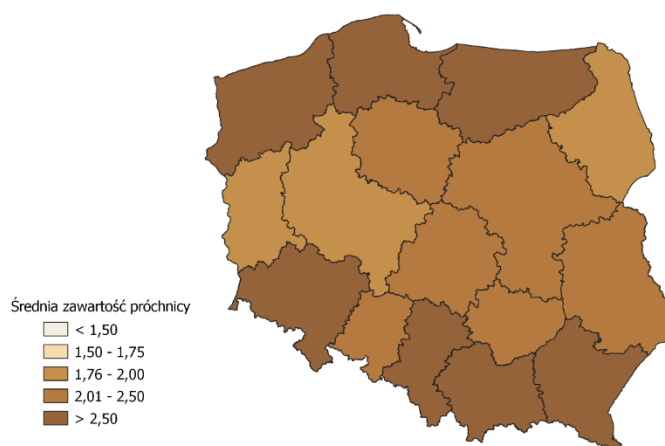 Średnia zawartość próchnicy
< 1,50
1,50 - 1,75
1,76 - 2,00
2,01 - 2,50
> 2,50